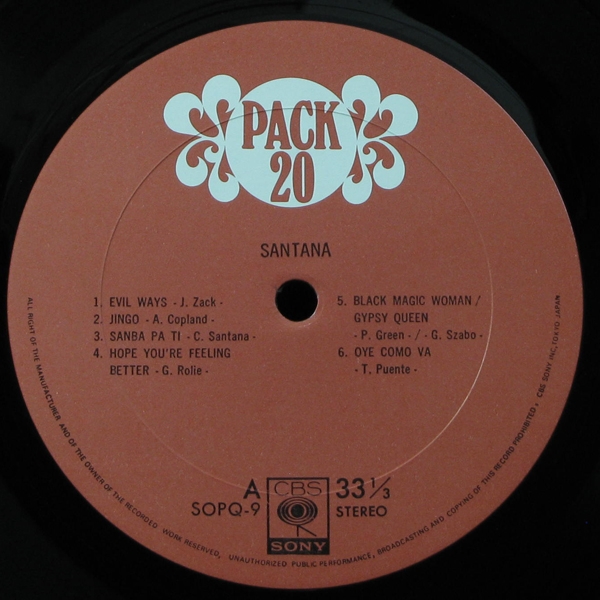 PACK
20
SANTANA
1. EVIL WAYS - J. Zack -
2. JINGO - A. Copland -
3. SANBA PA TI - C. Santana -
4. HOPE YOU'RE FEELING
BETTER - G. Rolie -
5. BLACK MAGIC WOMAN /
GYPSY QUEEN
- P. Green - / - G. Szabo -
6. OYE COMO VA
- T. Puente -
A
SOPQ-9
CBS
SONY
33 1/3
STEREO
ALL RIGHT OF THE MANUFACTURER AND OF THE OWNER OF THE RECORDED WORK RESERVED, UNAUTHORIZED PUBLIC PERFORMANCE, BROADCASTING AND COPYING OF THIS RECORD PROHIBITED, CBS SONY INC, TOKYO JAPAN